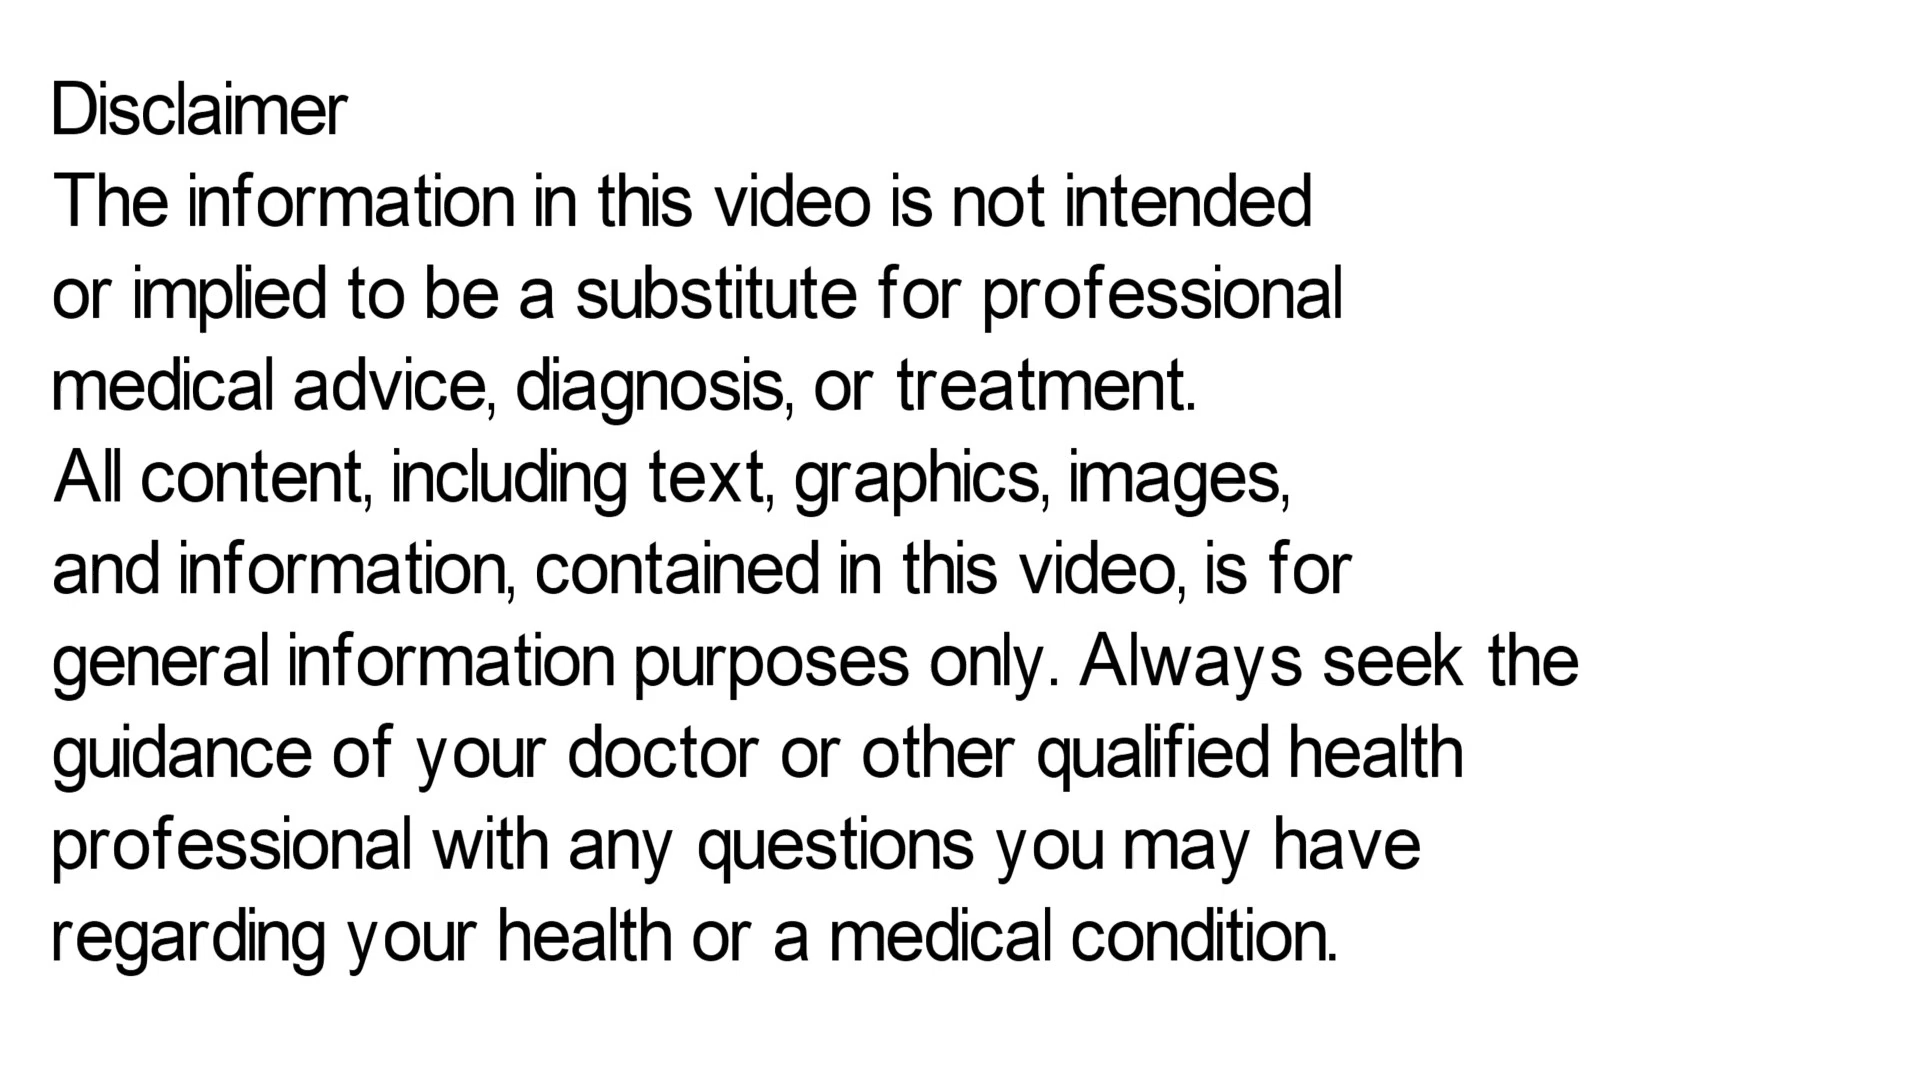 Disclaimer
The information in this video is not intended
or implied to be a substitute for professional
medical advice, diagnosis, or treatment.
All content, including text, graphics, images,
and information, contained in this video, is for
general information purposes only. Always seek the
guidance of your doctor or other qualified health
professional with any questions you may have
regarding your health or a medical condition.